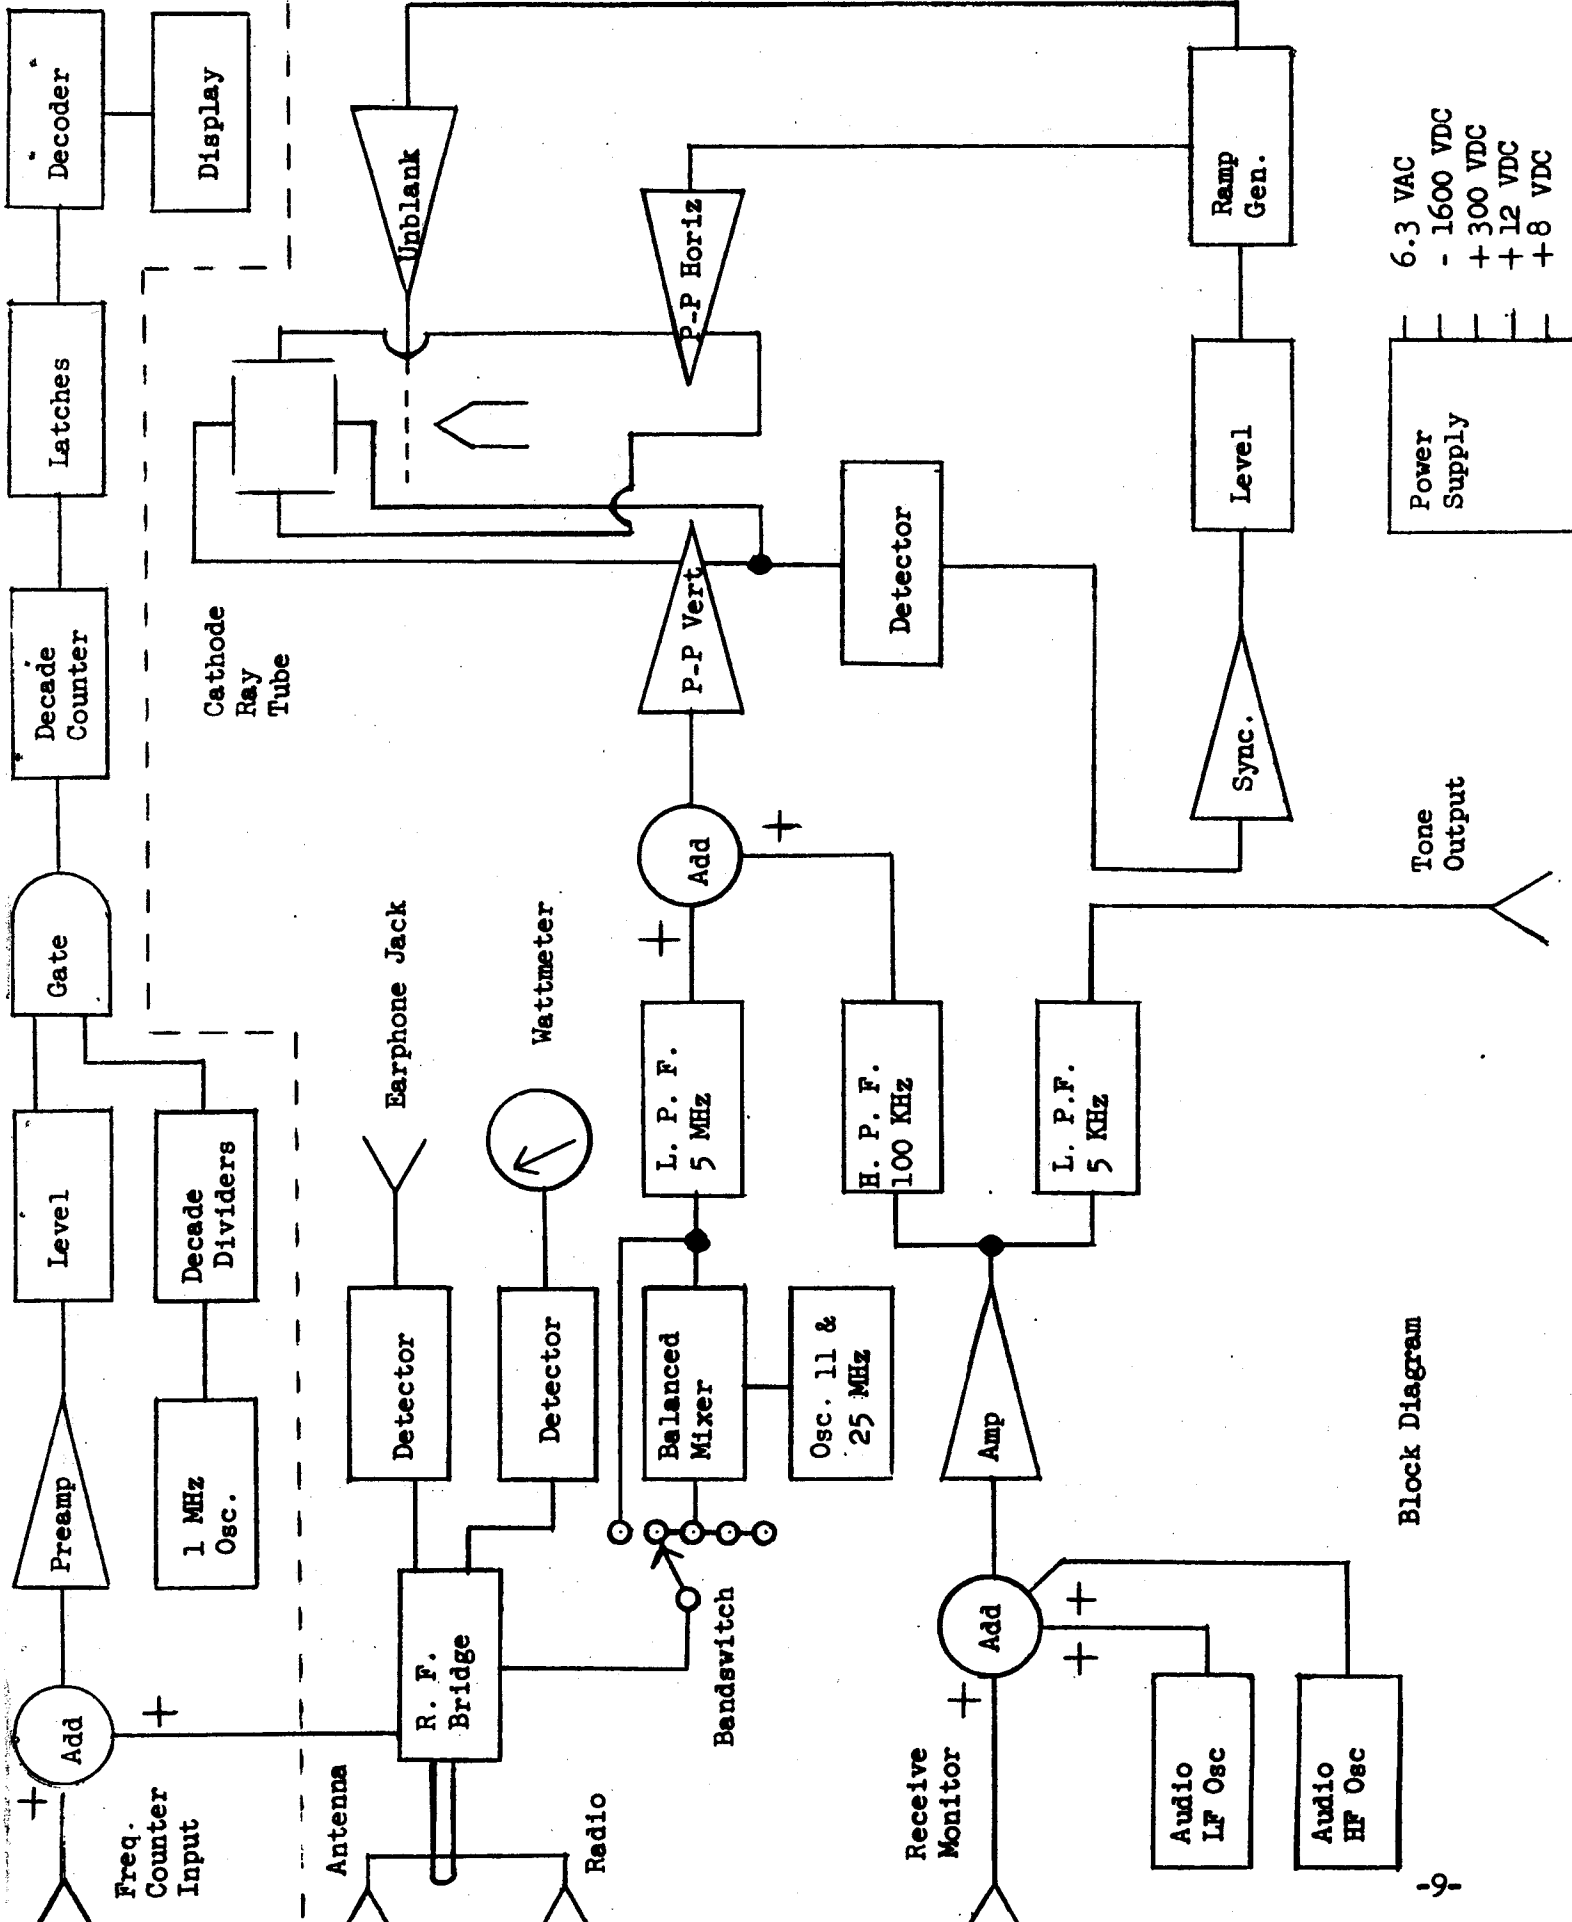 Freq.
Counter
Input
+
Add
+
Preamp
Level
Gate
Decade
Counter
Latches
Decoder
1 MHz
Osc.
Decade
Dividers
Display
Antenna
Radio
R. F.
Bridge
Detector
Earphone Jack
Detector
Wattmeter
Cathode
Ray
Tube
Unblank
Bandswitch
Balanced
Mixer
L. P. F.
5 MHz
+
Add
+
P-P Vert
P-P Horiz
Osc. 11 &
25 MHz
H. P. F.
100 KHz
Detector
Receive
Monitor
+
Add
+
+
Amp
L. P.F.
5 KHz
Audio
LF Osc
Audio
HF Osc
Sync.
Level
Ramp
Gen.
Tone
Output
Power
Supply
6.3 VAC
- 1600 VDC
+ 300 VDC
+ 12 VDC
+ 8 VDC
Block Diagram
-9-